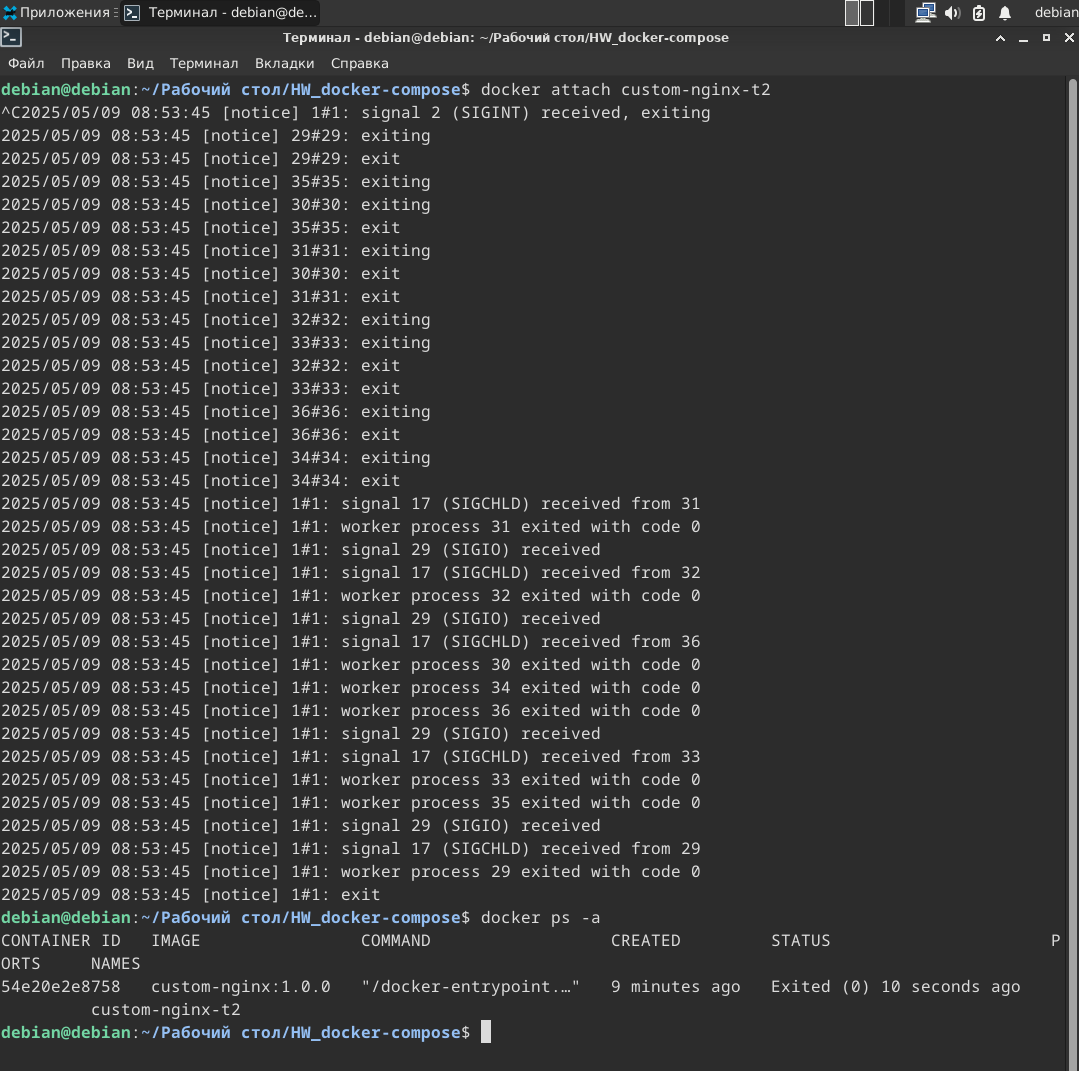 Приложения
Терминал - debian@de...
debian
Терминал - debian@debian: ~/Рабочий стол/HW_docker-compose
Файл Правка Вид Терминал Вкладки Справка
debian@debian:~/Рабочий стол/HW_docker-compose$ docker attach custom-nginx-t2
^C2025/05/09 08:53:45 [notice] 1#1: signal 2 (SIGINT) received, exiting
2025/05/09 08:53:45 [notice] 29#29: exiting
2025/05/09 08:53:45 [notice] 29#29: exit
2025/05/09 08:53:45 [notice] 35#35: exiting
2025/05/09 08:53:45 [notice] 30#30: exiting
2025/05/09 08:53:45 [notice] 35#35: exit
2025/05/09 08:53:45 [notice] 31#31: exiting
2025/05/09 08:53:45 [notice] 30#30: exit
2025/05/09 08:53:45 [notice] 31#31: exit
2025/05/09 08:53:45 [notice] 32#32: exiting
2025/05/09 08:53:45 [notice] 33#33: exiting
2025/05/09 08:53:45 [notice] 32#32: exit
2025/05/09 08:53:45 [notice] 33#33: exit
2025/05/09 08:53:45 [notice] 36#36: exiting
2025/05/09 08:53:45 [notice] 36#36: exit
2025/05/09 08:53:45 [notice] 34#34: exiting
2025/05/09 08:53:45 [notice] 34#34: exit
2025/05/09 08:53:45 [notice] 1#1: signal 17 (SIGCHLD) received from 31
2025/05/09 08:53:45 [notice] 1#1: worker process 31 exited with code 0
2025/05/09 08:53:45 [notice] 1#1: signal 29 (SIGIO) received
2025/05/09 08:53:45 [notice] 1#1: signal 17 (SIGCHLD) received from 32
2025/05/09 08:53:45 [notice] 1#1: worker process 32 exited with code 0
2025/05/09 08:53:45 [notice] 1#1: signal 29 (SIGIO) received
2025/05/09 08:53:45 [notice] 1#1: signal 17 (SIGCHLD) received from 36
2025/05/09 08:53:45 [notice] 1#1: worker process 30 exited with code 0
2025/05/09 08:53:45 [notice] 1#1: worker process 34 exited with code 0
2025/05/09 08:53:45 [notice] 1#1: worker process 36 exited with code 0
2025/05/09 08:53:45 [notice] 1#1: signal 29 (SIGIO) received
2025/05/09 08:53:45 [notice] 1#1: signal 17 (SIGCHLD) received from 33
2025/05/09 08:53:45 [notice] 1#1: worker process 33 exited with code 0
2025/05/09 08:53:45 [notice] 1#1: worker process 35 exited with code 0
2025/05/09 08:53:45 [notice] 1#1: signal 29 (SIGIO) received
2025/05/09 08:53:45 [notice] 1#1: signal 17 (SIGCHLD) received from 29
2025/05/09 08:53:45 [notice] 1#1: worker process 29 exited with code 0
2025/05/09 08:53:45 [notice] 1#1: exit
debian@debian:~/Рабочий стол/HW_docker-compose$ docker ps -a
CONTAINER ID   IMAGE                COMMAND                  CREATED         STATUS                      P
ORTS     NAMES
54e20e2e8758   custom-nginx:1.0.0   "/docker-entrypoint.…"   9 minutes ago   Exited (0) 10 seconds ago
custom-nginx-t2
debian@debian:~/Рабочий стол/HW_docker-compose$